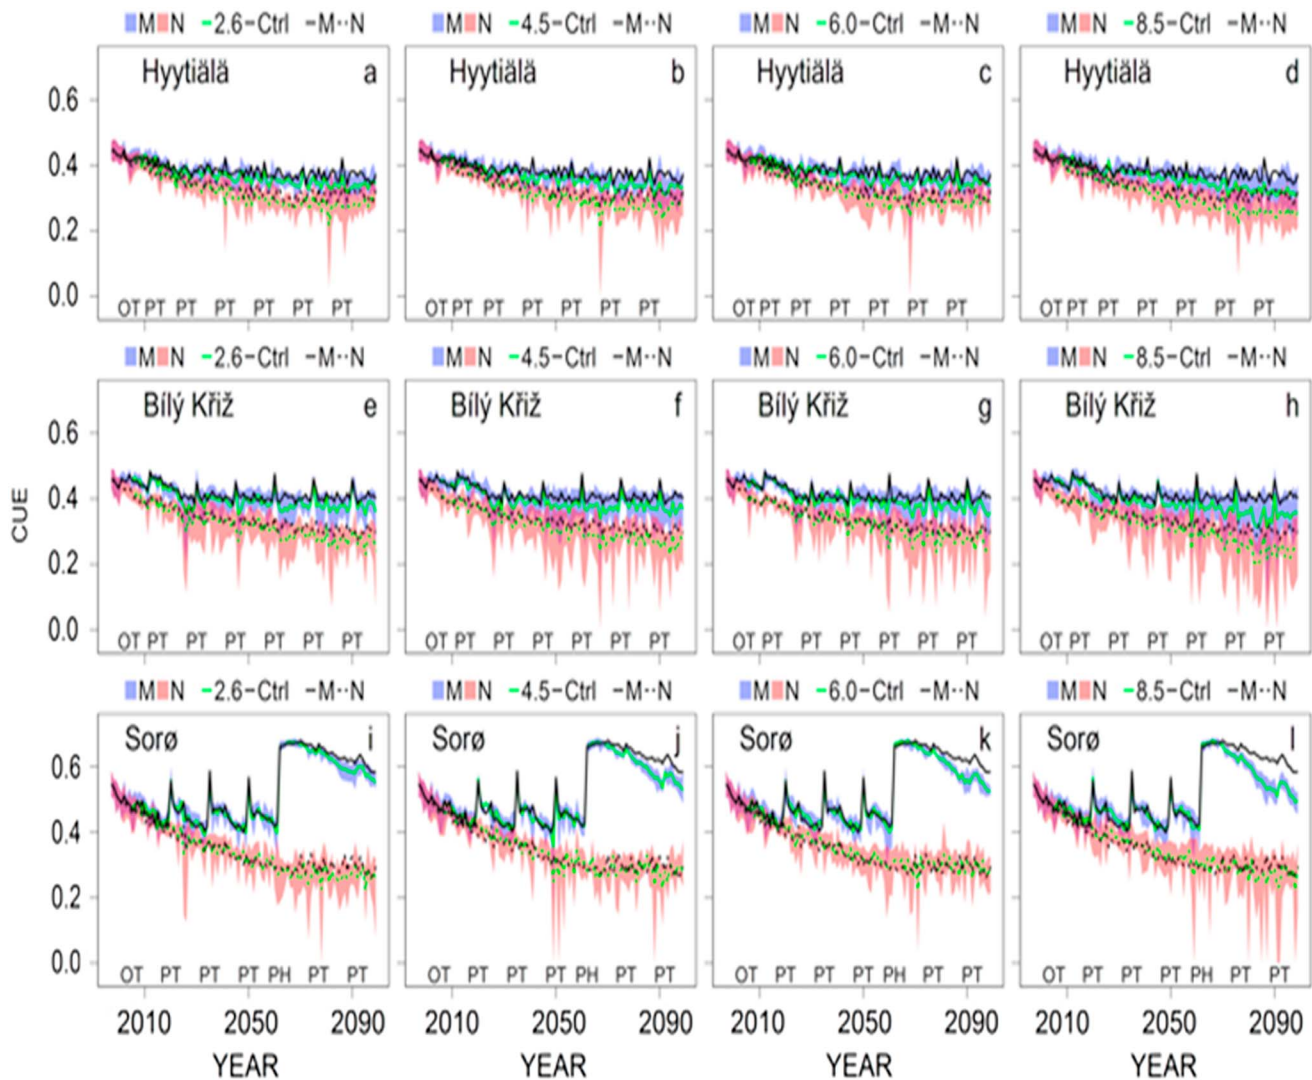 M N 2.6 Ctrl M N M N 4.5 Ctrl M N M N 6.0 Ctrl M N M N 8.5 Ctrl M N
Hyytiälä a Hyytiälä b Hyytiälä c Hyytiälä d
0.6
0.4
0.2
0.0
OT PT PT PT PT PT PT OT PT PT PT PT PT PT OT PT PT PT PT PT PT OT PT PT PT PT PT PT
M N 2.6 Ctrl M N M N 4.5 Ctrl M N M N 6.0 Ctrl M N M N 8.5 Ctrl M N
Bílý Křiž e Bílý Křiž f Bílý Křiž g Bílý Křiž h
0.6
0.4
CUE
0.2
0.0
OT PT PT PT PT PT PT OT PT PT PT PT PT PT OT PT PT PT PT PT PT OT PT PT PT PT PT PT
M N 2.6 Ctrl M N M N 4.5 Ctrl M N M N 6.0 Ctrl M N M N 8.5 Ctrl M N
Sorø i Sorø j Sorø k Sorø l
0.6
0.4
0.2
0.0
OT PT PT PT PH PT PT OT PT PT PT PH PT PT OT PT PT PT PH PT PT OT PT PT PT PH PT PT
2010 2050 2090 2010 2050 2090 2010 2050 2090 2010 2050 2090
YEAR YEAR YEAR YEAR